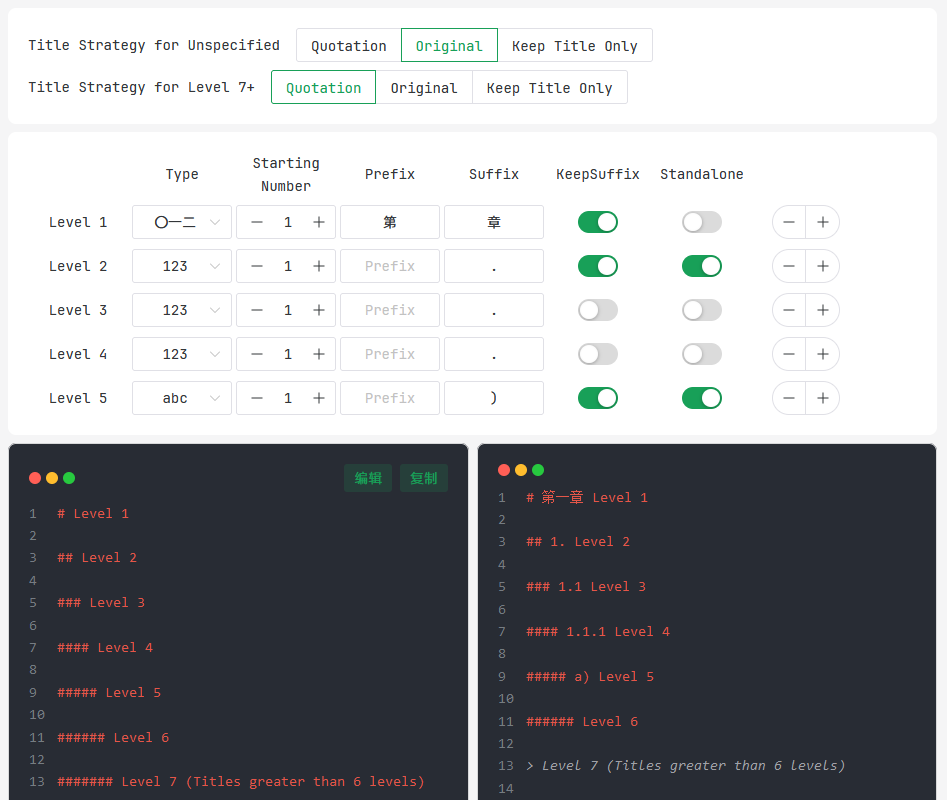 Title Strategy for Unspecified Quotation Original Keep Title Only
Title Strategy for Level 7+ Quotation Original Keep Title Only
Type Starting Number Prefix Suffix KeepSuffix Standalone
Level 1 〇一二 − 1 + 第 章 − +
Level 2 123 − 1 + Prefix . − +
Level 3 123 − 1 + Prefix . − +
Level 4 123 − 1 + Prefix . − +
Level 5 abc − 1 + Prefix ) − +
编辑 复制
1 # Level 1
2
3 ## Level 2
4
5 ### Level 3
6
7 #### Level 4
8
9 ##### Level 5
10
11 ###### Level 6
12
13 ####### Level 7 (Titles greater than 6 levels)
1 # 第一章 Level 1
2
3 ## 1. Level 2
4
5 ### 1.1 Level 3
6
7 #### 1.1.1 Level 4
8
9 ##### a) Level 5
10
11 ###### Level 6
12
13 > Level 7 (Titles greater than 6 levels)
14